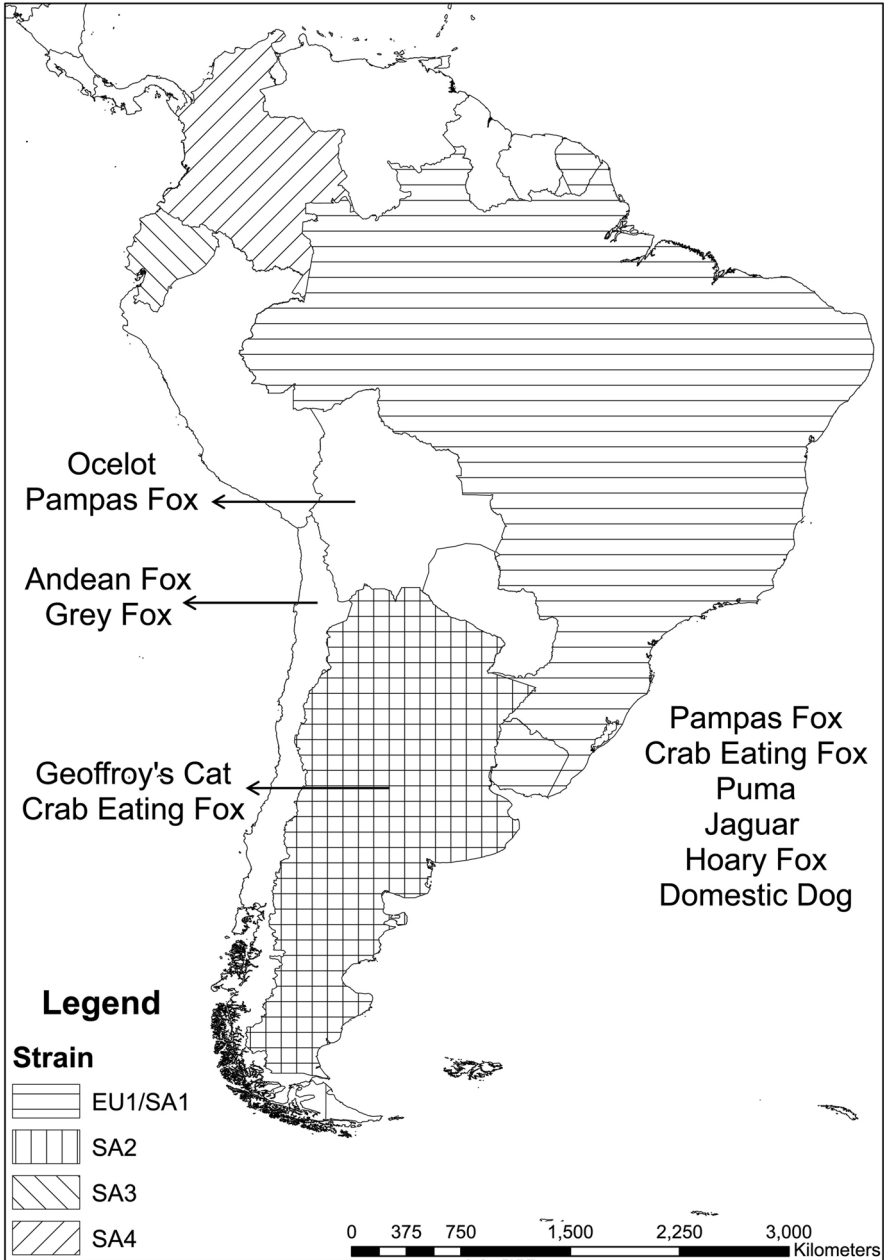 Ocelot
Pampas Fox
Andean Fox
Grey Fox
Geoffroy's Cat
Crab Eating Fox
Pampas Fox
Crab Eating Fox
Puma
Jaguar
Hoary Fox
Domestic Dog
Legend
Strain
EU1/SA1
SA2
SA3
SA4
0 375 750 1,500 2,250 3,000
Kilometers